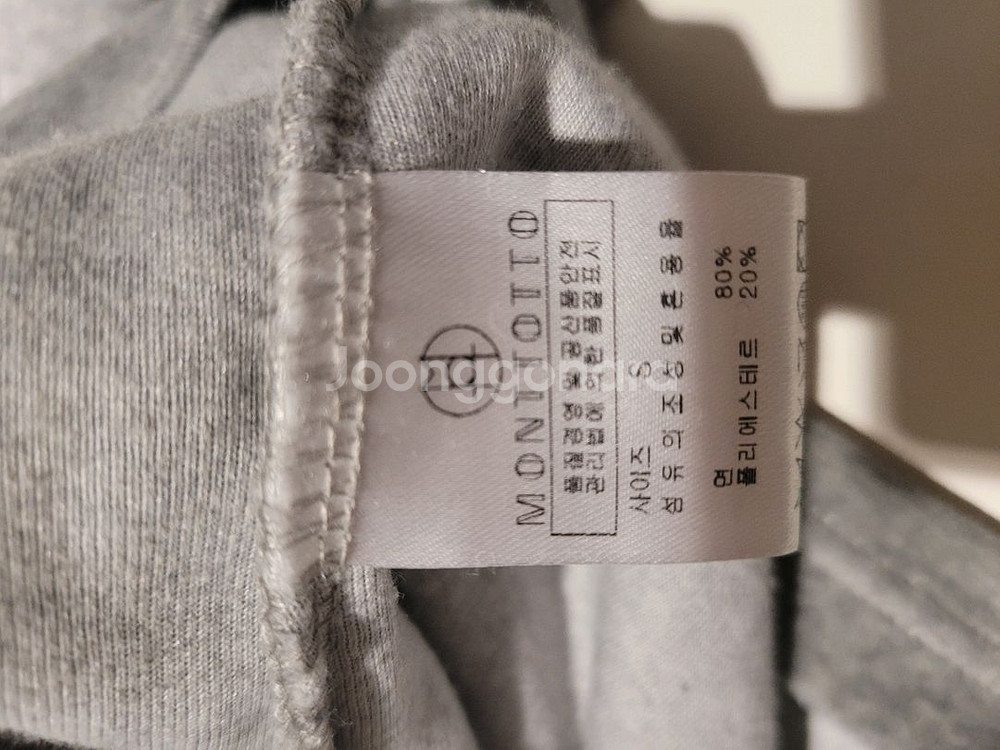 MONTIOTTO
품질경영 및 공산품안전
관리법에 의한 품질표시
사이즈 S
섬유의조성 및 혼용율
면 80%
폴리에스테르 20%
Joonggonara